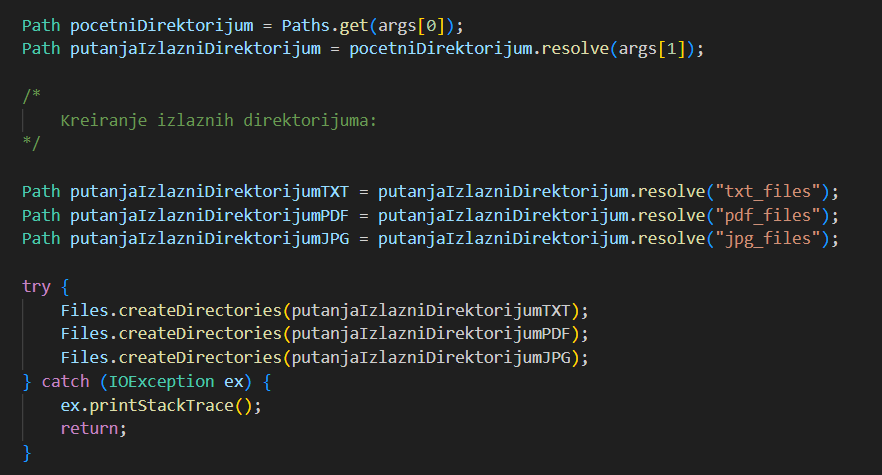 Path pocetniDirektorijum = Paths.get(args[0]);
Path putanjaIzlazniDirektorijum = pocetniDirektorijum.resolve(args[1]);
/*
Kreiranje izlaznih direktorijuma:
*/
Path putanjaIzlazniDirektorijumTXT = putanjaIzlazniDirektorijum.resolve("txt_files");
Path putanjaIzlazniDirektorijumPDF = putanjaIzlazniDirektorijum.resolve("pdf_files");
Path putanjaIzlazniDirektorijumJPG = putanjaIzlazniDirektorijum.resolve("jpg_files");
try {
Files.createDirectories(putanjaIzlazniDirektorijumTXT);
Files.createDirectories(putanjaIzlazniDirektorijumPDF);
Files.createDirectories(putanjaIzlazniDirektorijumJPG);
} catch (IOException ex) {
ex.printStackTrace();
return;
}